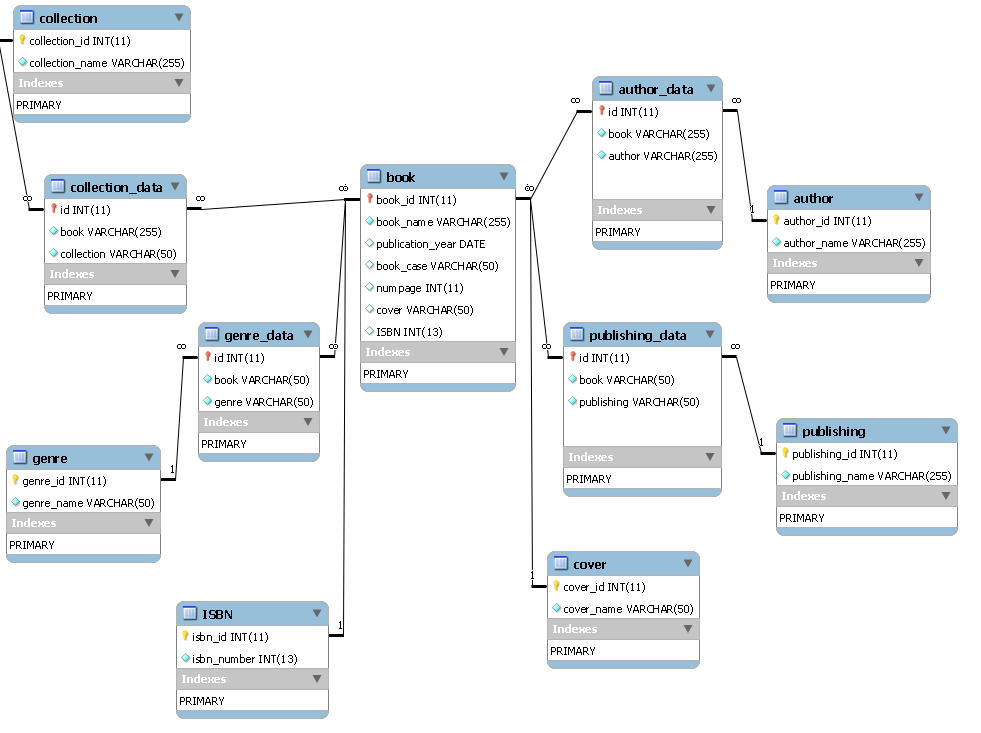 collection
collection_id INT(11)
collection_name VARCHAR(255)
Indexes
PRIMARY
collection_data
id INT(11)
book VARCHAR(255)
collection VARCHAR(50)
Indexes
PRIMARY
genre_data
id INT(11)
book VARCHAR(50)
genre VARCHAR(50)
Indexes
PRIMARY
genre
genre_id INT(11)
genre_name VARCHAR(50)
Indexes
PRIMARY
ISBN
isbn_id INT(11)
isbn_number INT(13)
Indexes
PRIMARY
book
book_id INT(11)
book_name VARCHAR(255)
publication_year DATE
book_case VARCHAR(50)
numpage INT(11)
cover VARCHAR(50)
ISBN INT(13)
Indexes
PRIMARY
author_data
id INT(11)
book VARCHAR(255)
author VARCHAR(255)
Indexes
PRIMARY
author
author_id INT(11)
author_name VARCHAR(255)
Indexes
PRIMARY
publishing_data
id INT(11)
book VARCHAR(50)
publishing VARCHAR(50)
Indexes
PRIMARY
publishing
publishing_id INT(11)
publishing_name VARCHAR(255)
Indexes
PRIMARY
cover
cover_id INT(11)
cover_name VARCHAR(50)
Indexes
PRIMARY
∞
∞
∞
∞
∞
1
1
∞
∞
∞
1
∞
∞
1
1